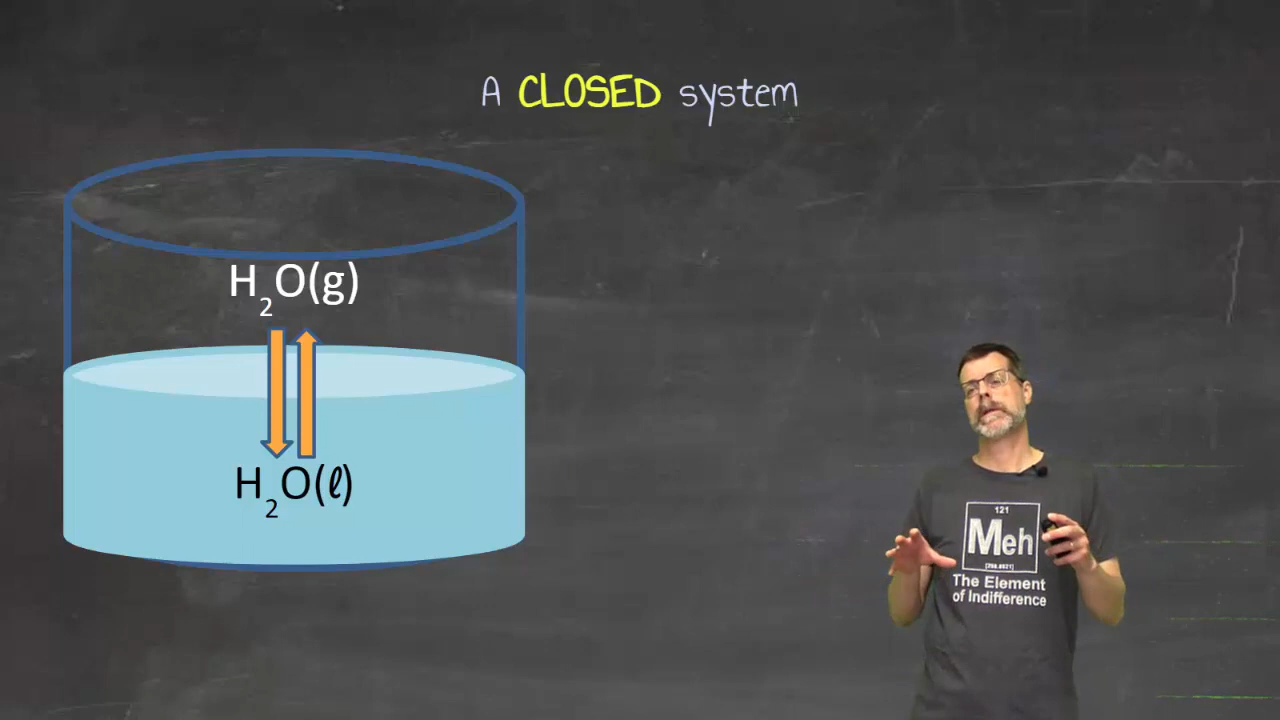 A CLOSED system
H₂O(g)
H₂O(ℓ)
121
Meh
The Element
of Indifference